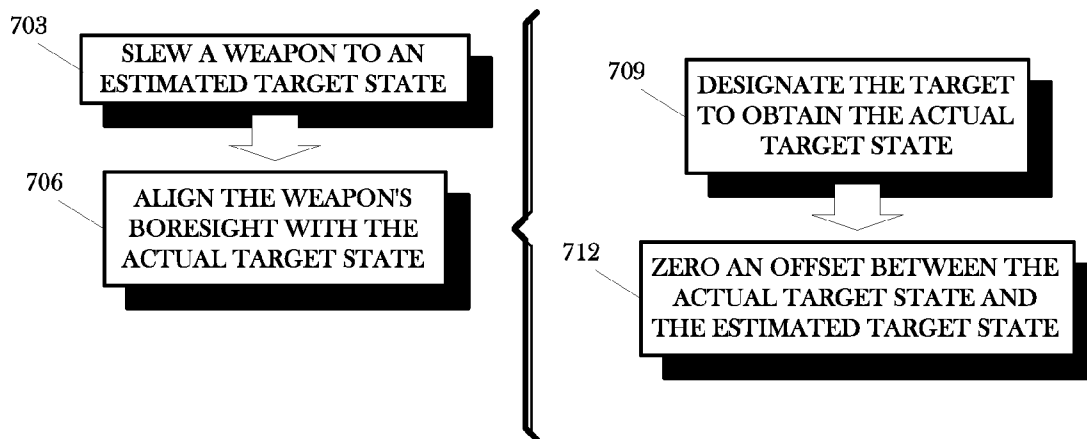 703
SLEW A WEAPON TO AN
ESTIMATED TARGET STATE
706
ALIGN THE WEAPON'S
BORESIGHT WITH THE
ACTUAL TARGET STATE
709
DESIGNATE THE TARGET
TO OBTAIN THE ACTUAL
TARGET STATE
712
ZERO AN OFFSET BETWEEN THE
ACTUAL TARGET STATE AND
THE ESTIMATED TARGET STATE